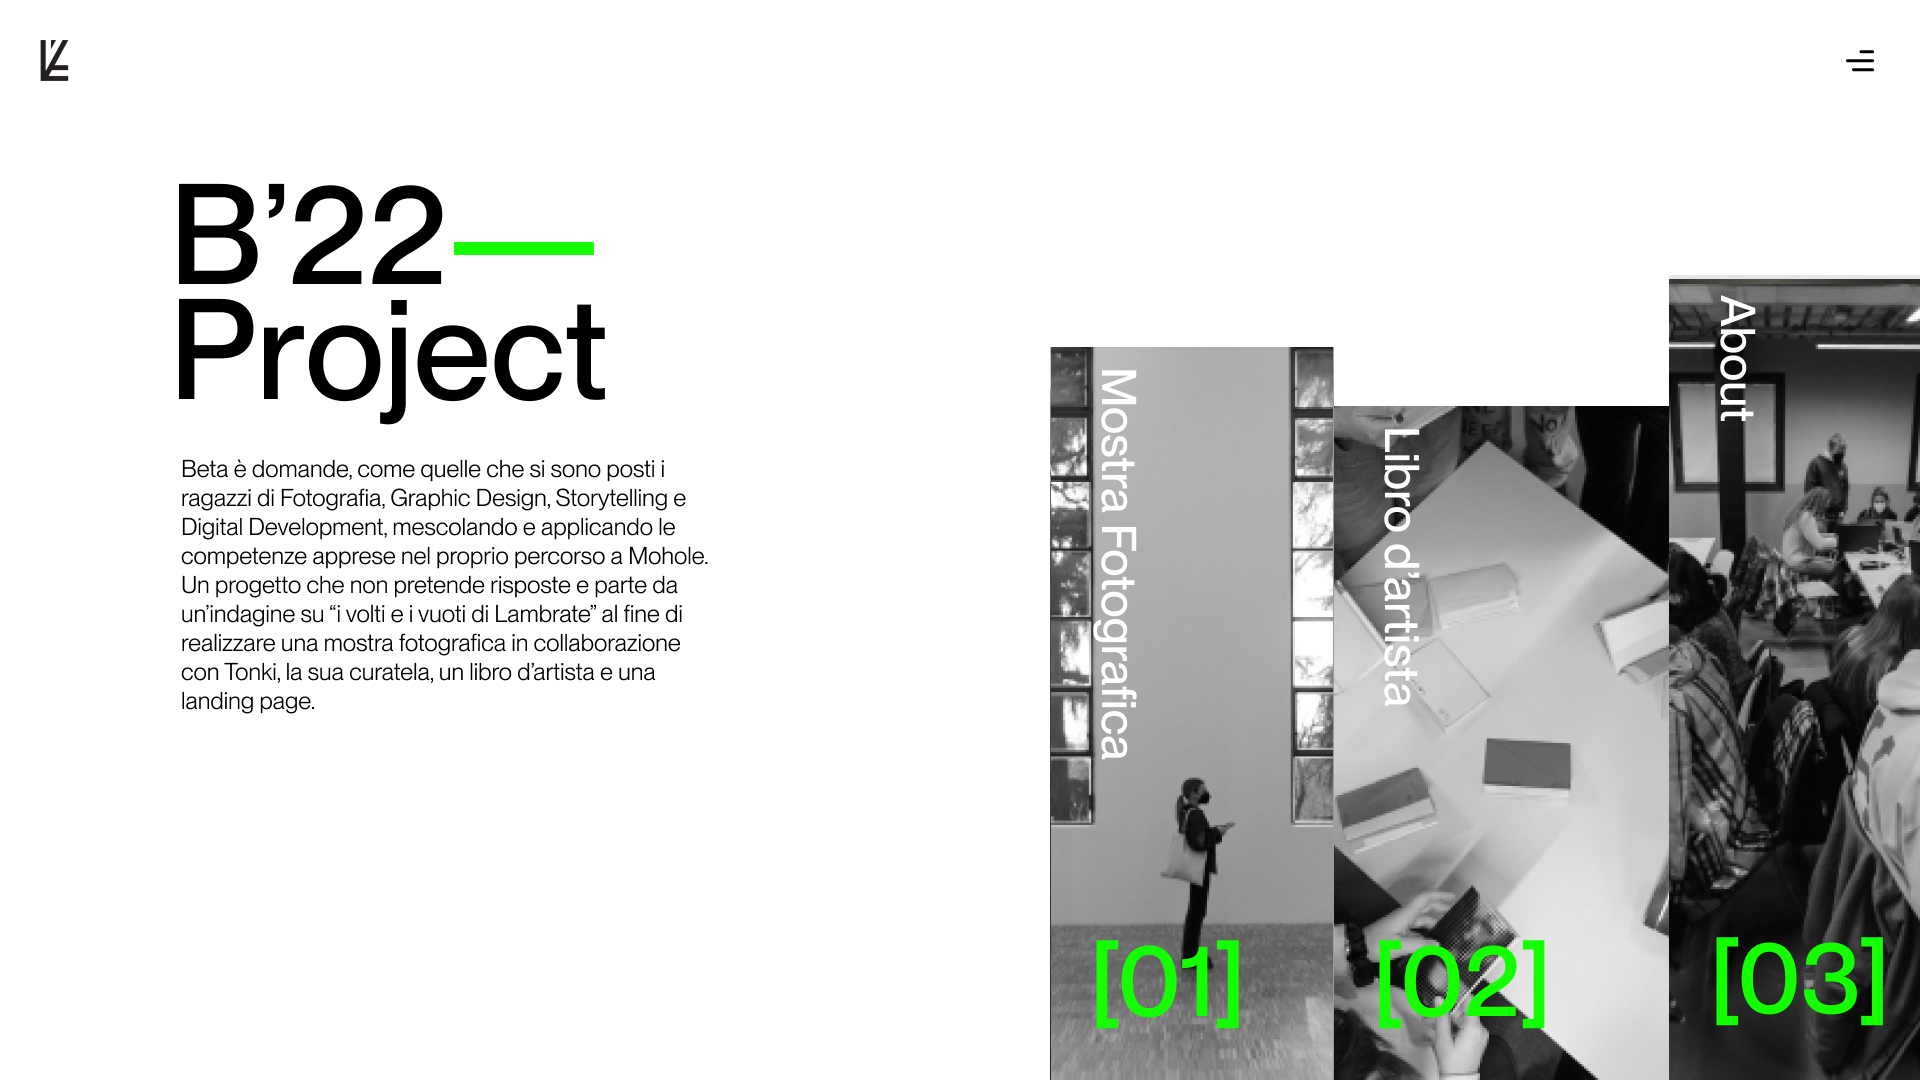 B’22—
Project
Beta è domande, come quelle che si sono posti i
ragazzi di Fotografia, Graphic Design, Storytelling e
Digital Development, mescolando e applicando le
competenze apprese nel proprio percorso a Mohole.
Un progetto che non pretende risposte e parte da
un’indagine su “i volti e i vuoti di Lambrate” al fine di
realizzare una mostra fotografica in collaborazione
con Tonki, la sua curatela, un libro d’artista e una
landing page.
Mostra Fotografica
[01]
Libro d’artista
[02]
About
[03]